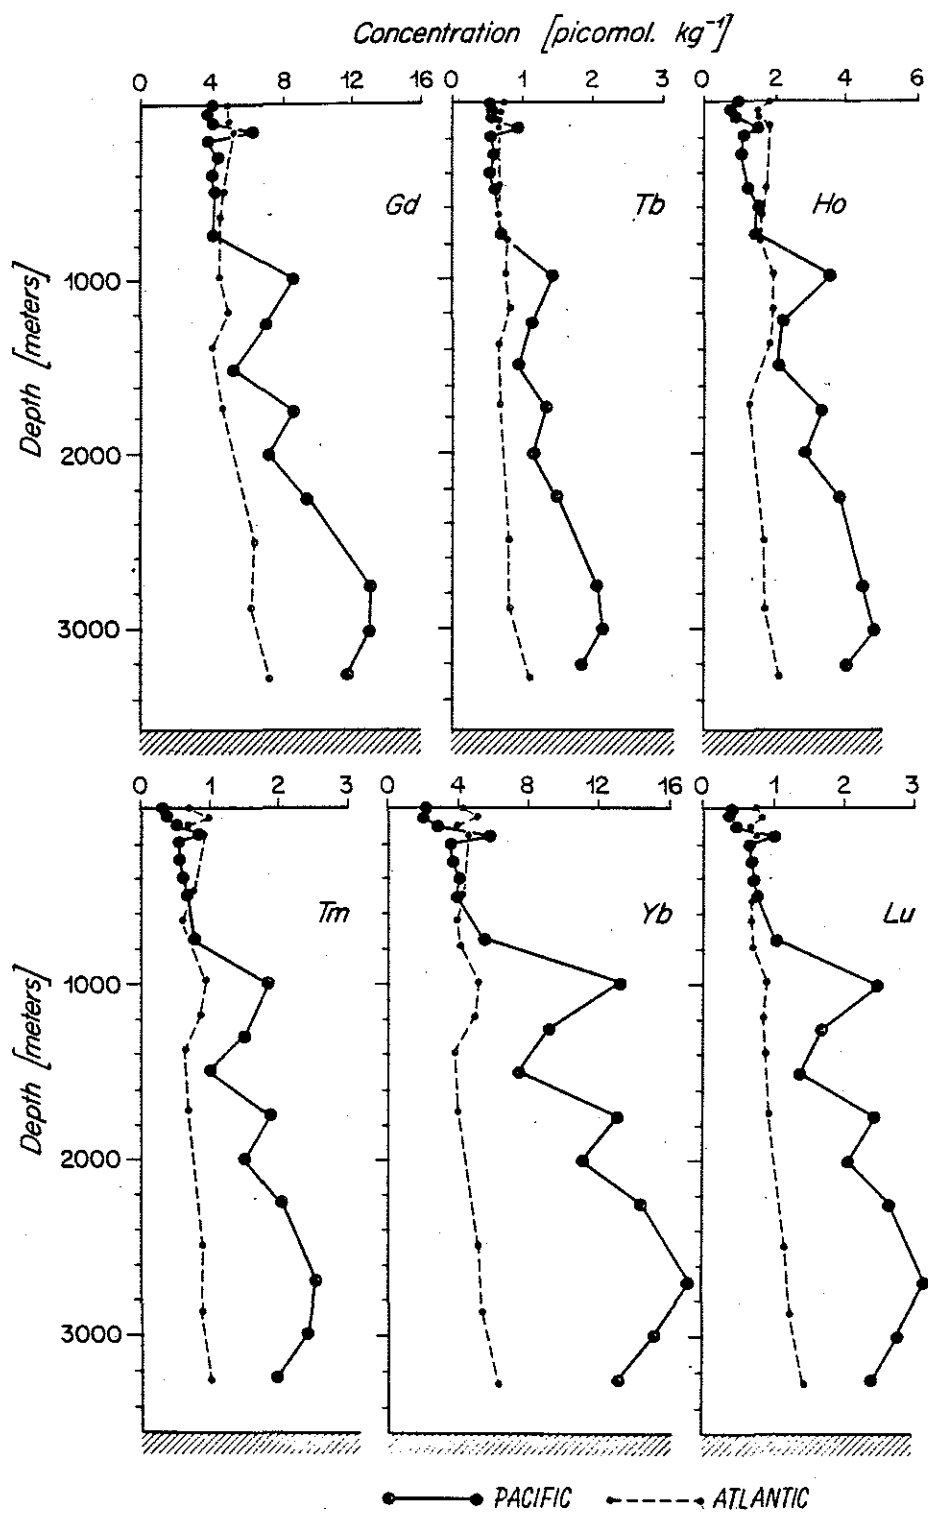 Concentration [picomol. kg⁻¹]
0 4 8 12 16 0 1 2 3 0 2 4 6
Gd Tb Ho
Depth [meters]
1000
2000
3000
0 1 2 3 0 4 8 12 16 0 1 2 3
Tm Yb Lu
Depth [meters]
1000
2000
3000
PACIFIC ATLANTIC